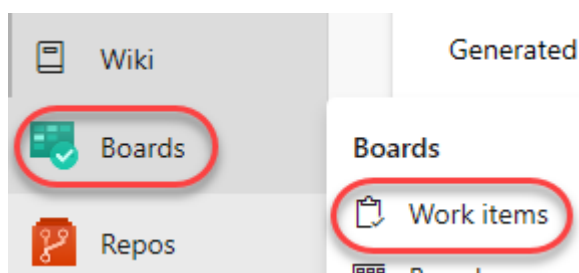 Wiki
Generated
Boards
Boards
Work items
Repos